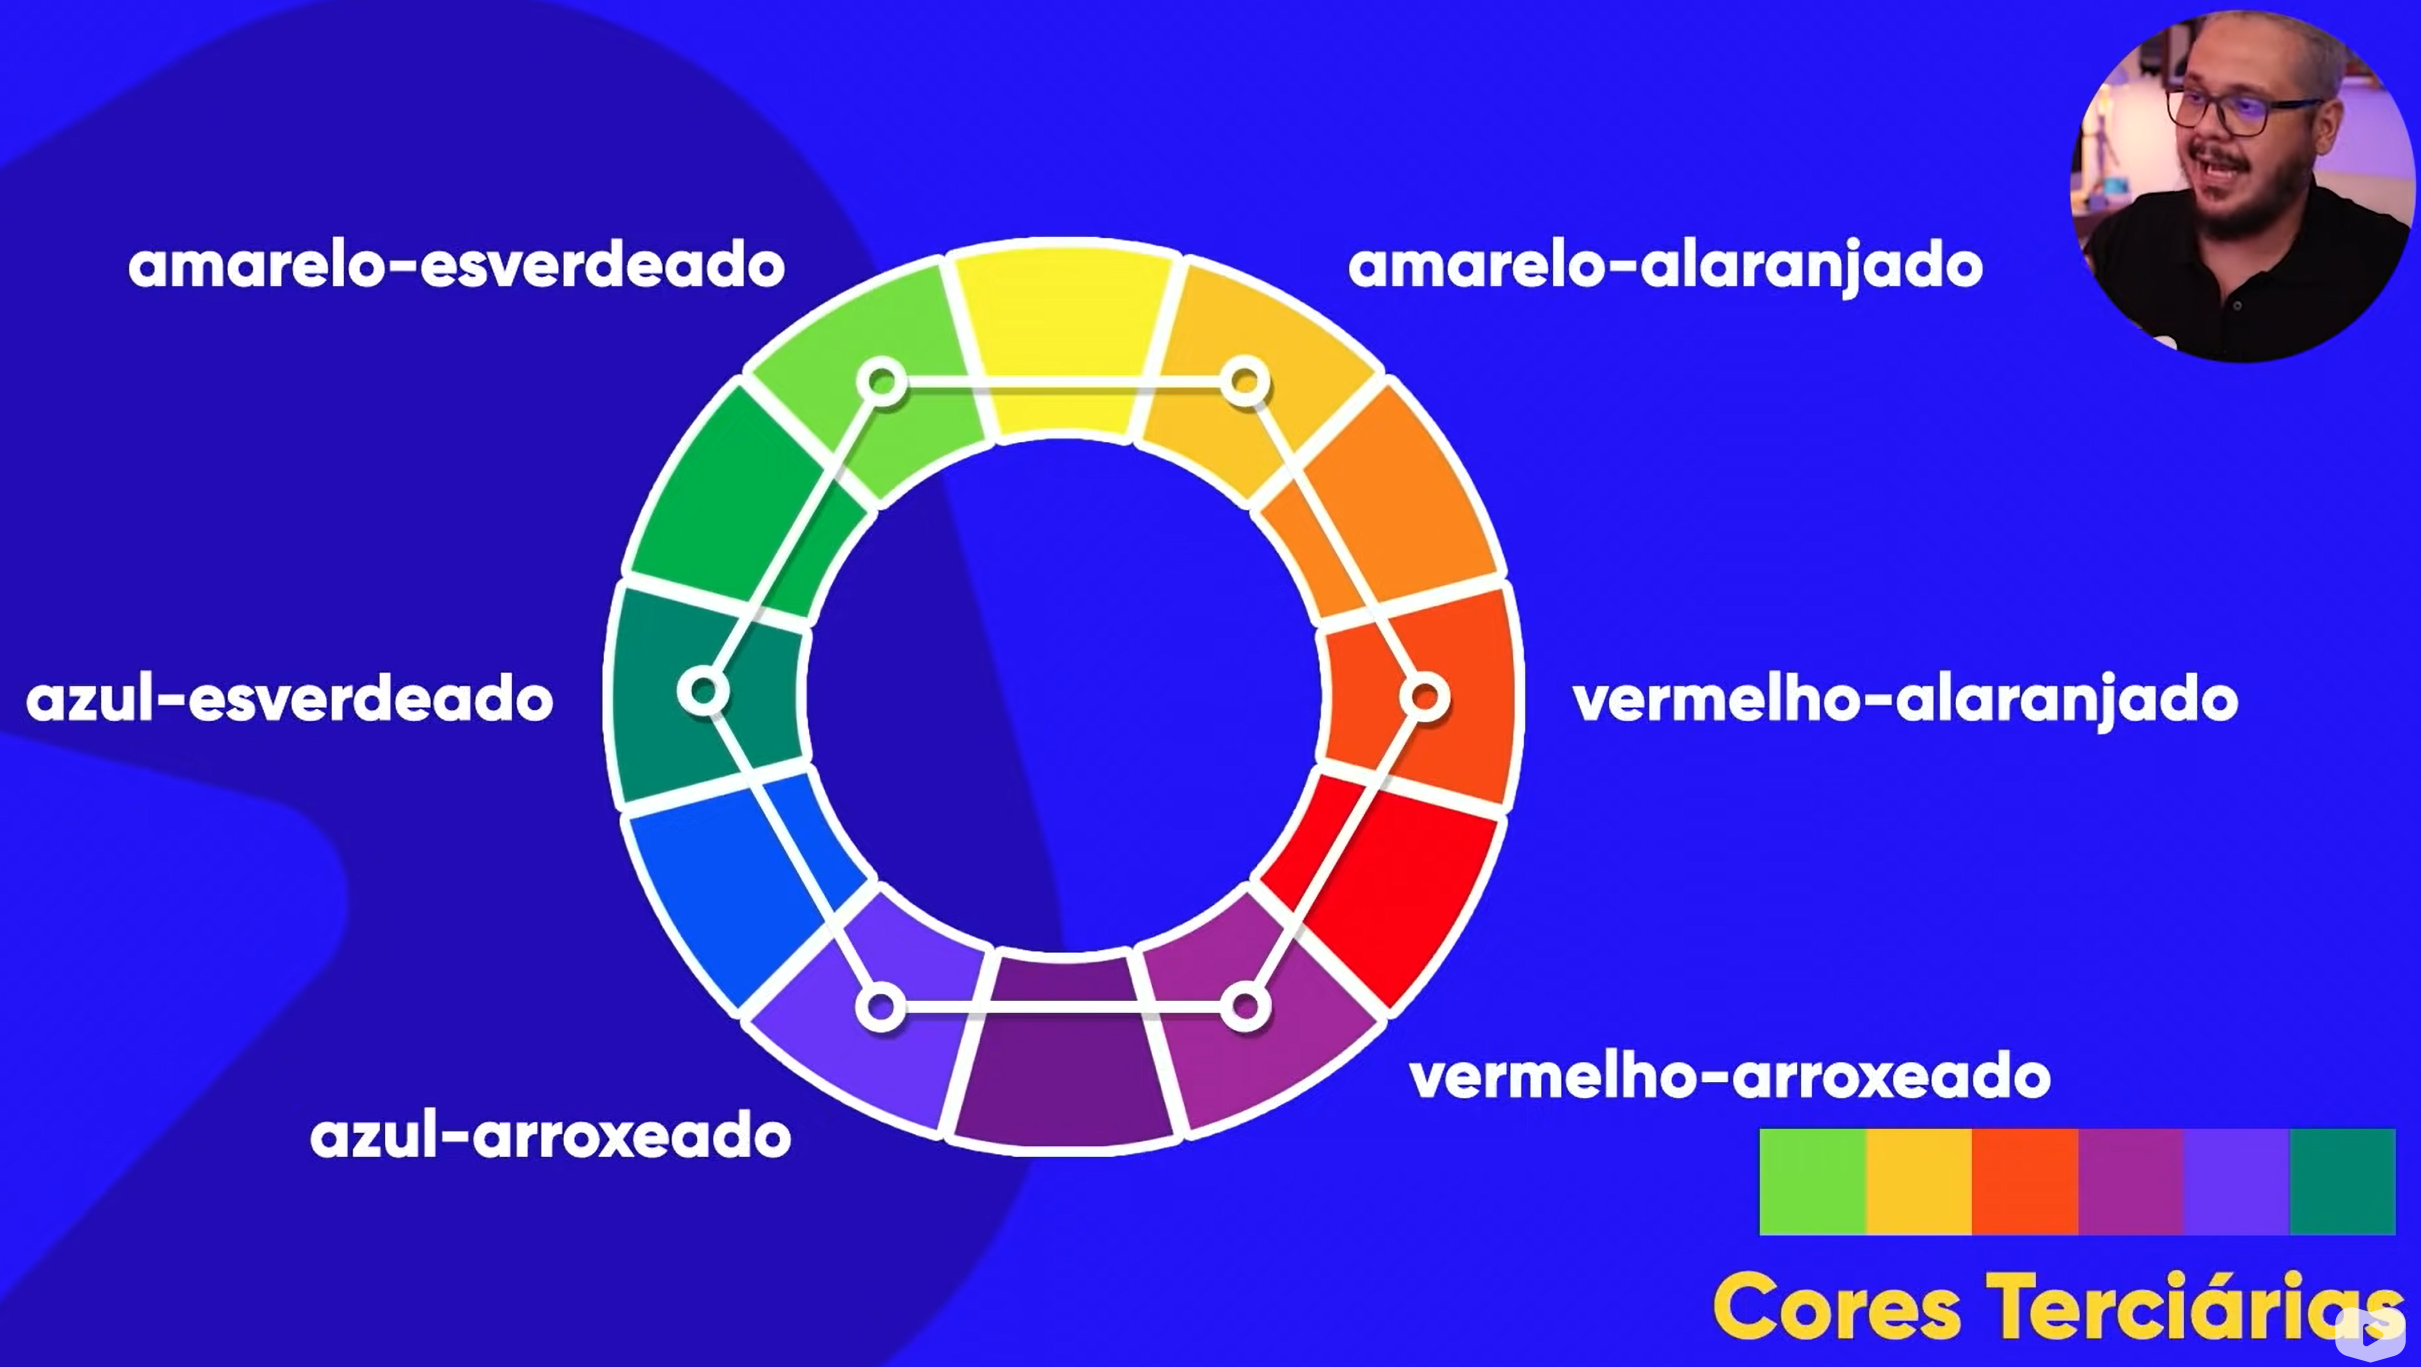 amarelo-esverdeado
amarelo-alaranjado
azul-esverdeado
vermelho-alaranjado
vermelho-arroxeado
azul-arroxeado
Cores Terciárias